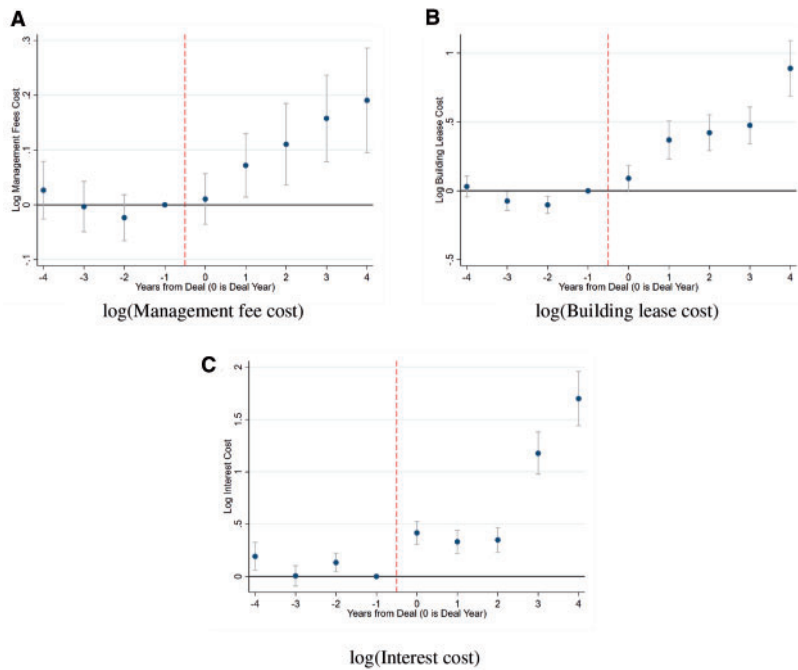 A
Log Management Fees Cost
.3
.2
.1
0
-.1
-4 -3 -2 -1 0 1 2 3 4
Years from Deal (0 is Deal Year)
log(Management fee cost)
B
Log Building Lease Cost
1
.5
0
-.5
-4 -3 -2 -1 0 1 2 3 4
Years from Deal (0 is Deal Year)
log(Building lease cost)
C
Log Interest Cost
2
1.5
1
.5
0
-4 -3 -2 -1 0 1 2 3 4
Years from Deal (0 is Deal Year)
log(Interest cost)